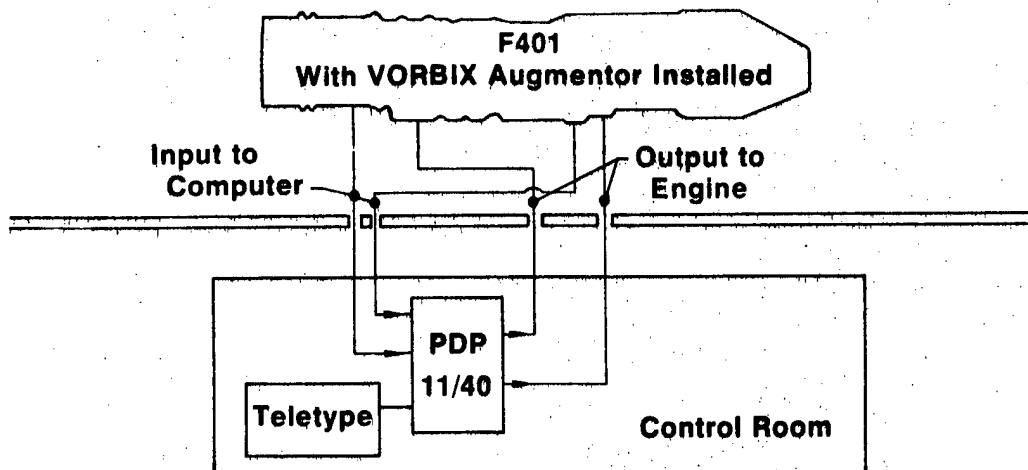 F401
With VORBIX Augmentor Installed
Input to
Computer
Output to
Engine
PDP
11/40
Teletype
Control Room